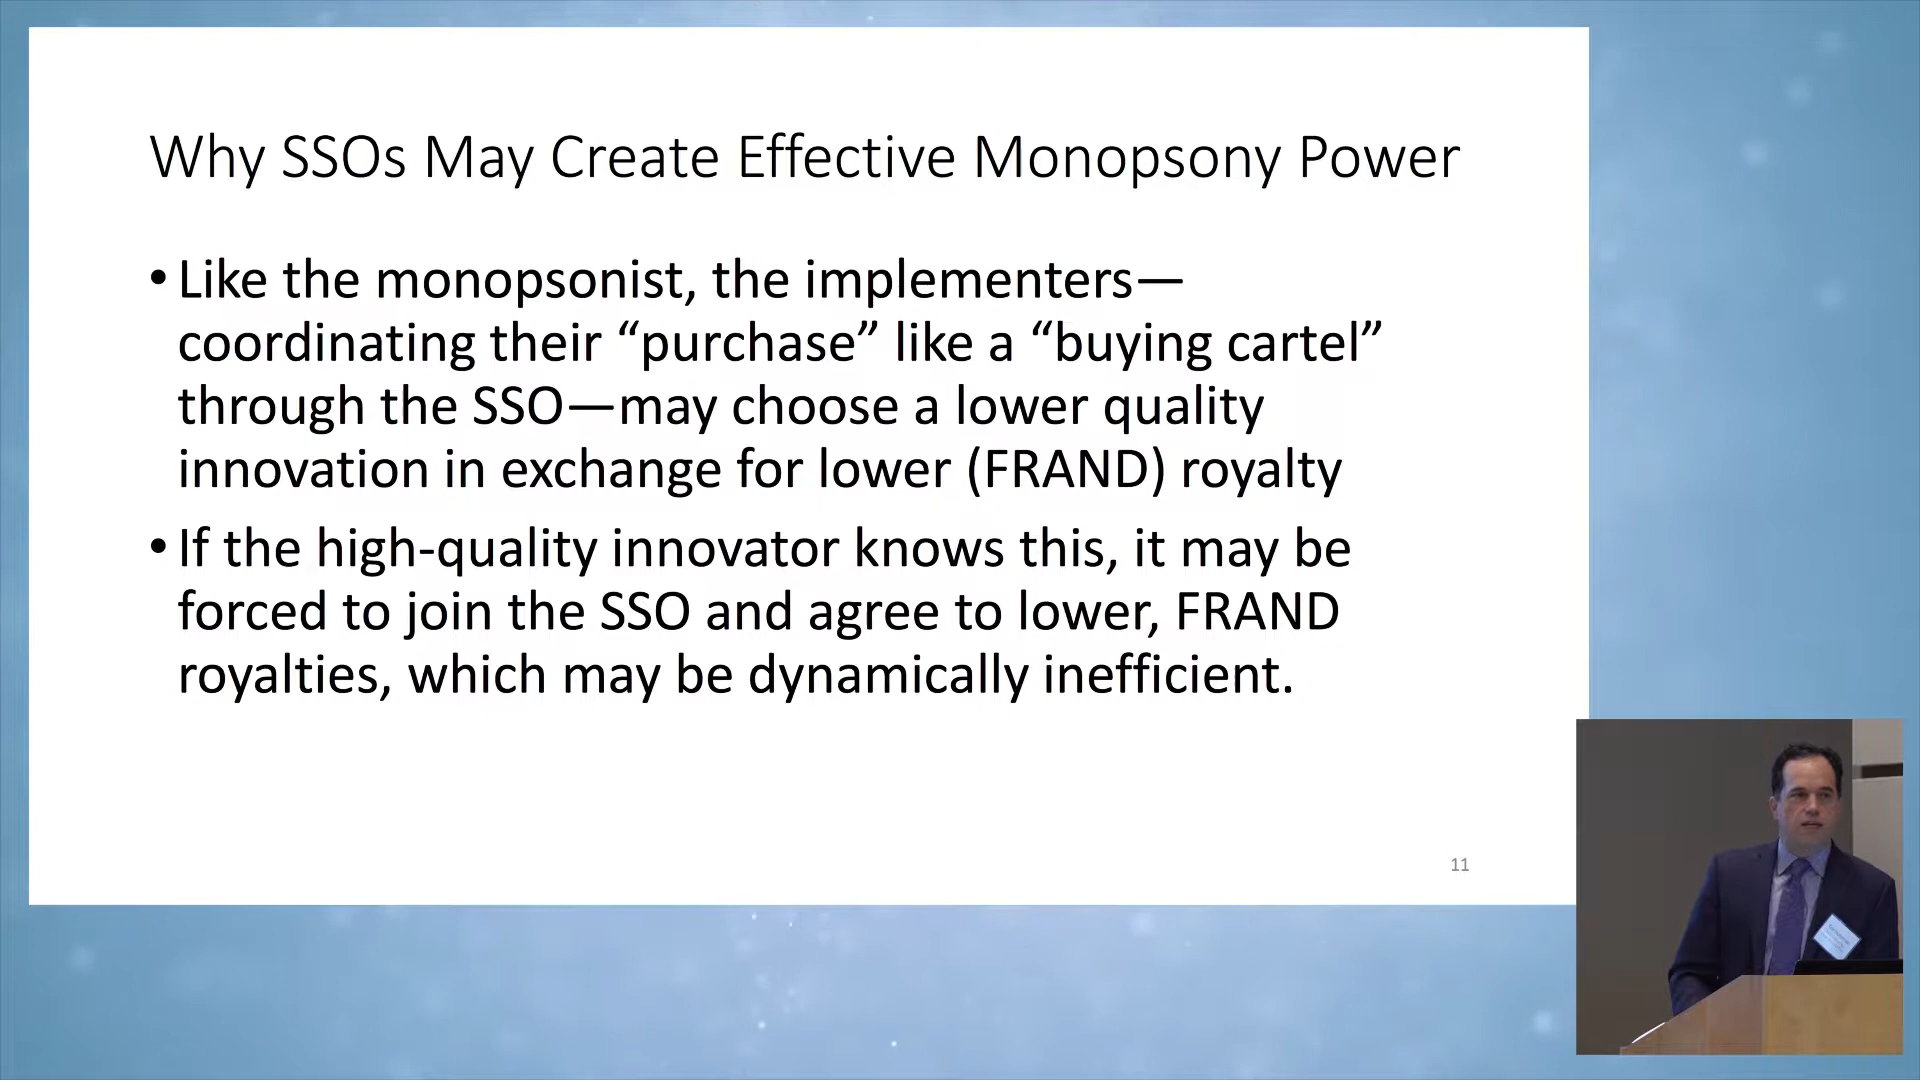 Why SSOs May Create Effective Monopsony Power
• Like the monopsonist, the implementers—
coordinating their “purchase” like a “buying cartel”
through the SSO—may choose a lower quality
innovation in exchange for lower (FRAND) royalty
• If the high-quality innovator knows this, it may be
forced to join the SSO and agree to lower, FRAND
royalties, which may be dynamically inefficient.
11